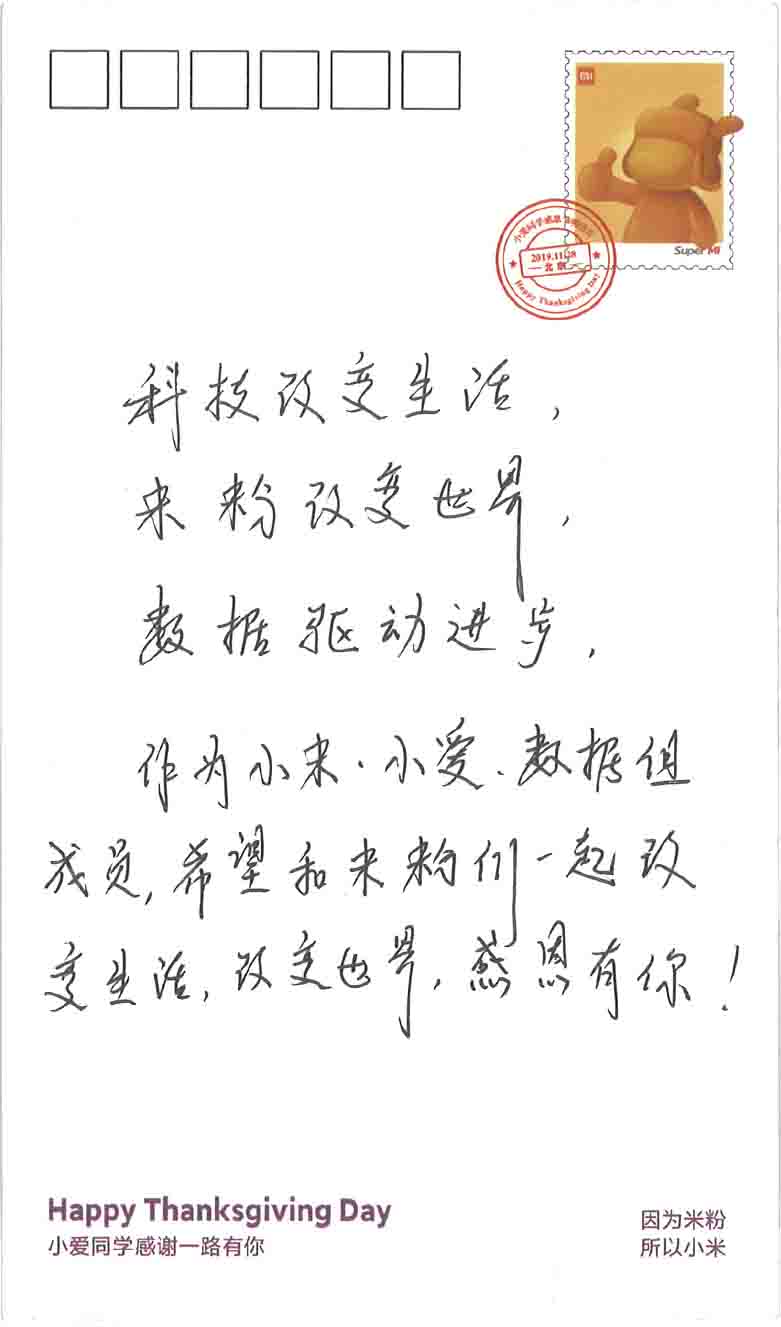 MI
Super MI
小爱同学感恩节
2019.11.28
北京
Happy Thanksgiving Day
科技改变生活,
米粉改变世界,
数据驱动进步,
作为小米·小爱、数据组
成员,希望和米粉们一起改
变生活,改变世界,感恩有你!
Happy Thanksgiving Day
小爱同学感谢一路有你
因为米粉
所以小米